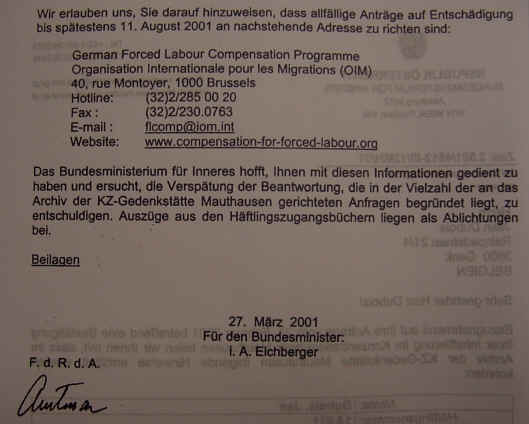 Wir erlauben uns, Sie darauf hinzuweisen, dass allfällige Anträge auf Entschädigung
bis spätestens 11. August 2001 an nachstehende Adresse zu richten sind:
German Forced Labour Compensation Programme
Organisation Internationale pour les Migrations (OIM)
40, rue Montoyer, 1000 Brussels
Hotline: (32)2/285 00 20
Fax : (32)2/230.0763
E-mail : flcomp@iom.int
Website: www.compensation-for-forced-labour.org
Das Bundesministerium für Inneres hofft, Ihnen mit diesen Informationen gedient zu
haben und ersucht, die Verspätung der Beantwortung, die in der Vielzahl der an das
Archiv der KZ-Gedenkstätte Mauthausen gerichteten Anfragen begründet liegt, zu
entschuldigen. Auszüge aus den Häftlingszugangsbüchern liegen als Ablichtungen
bei.
Beilagen
27. März 2001
Für den Bundesminister:
I. A. Eichberger
F. d. R. d. A.